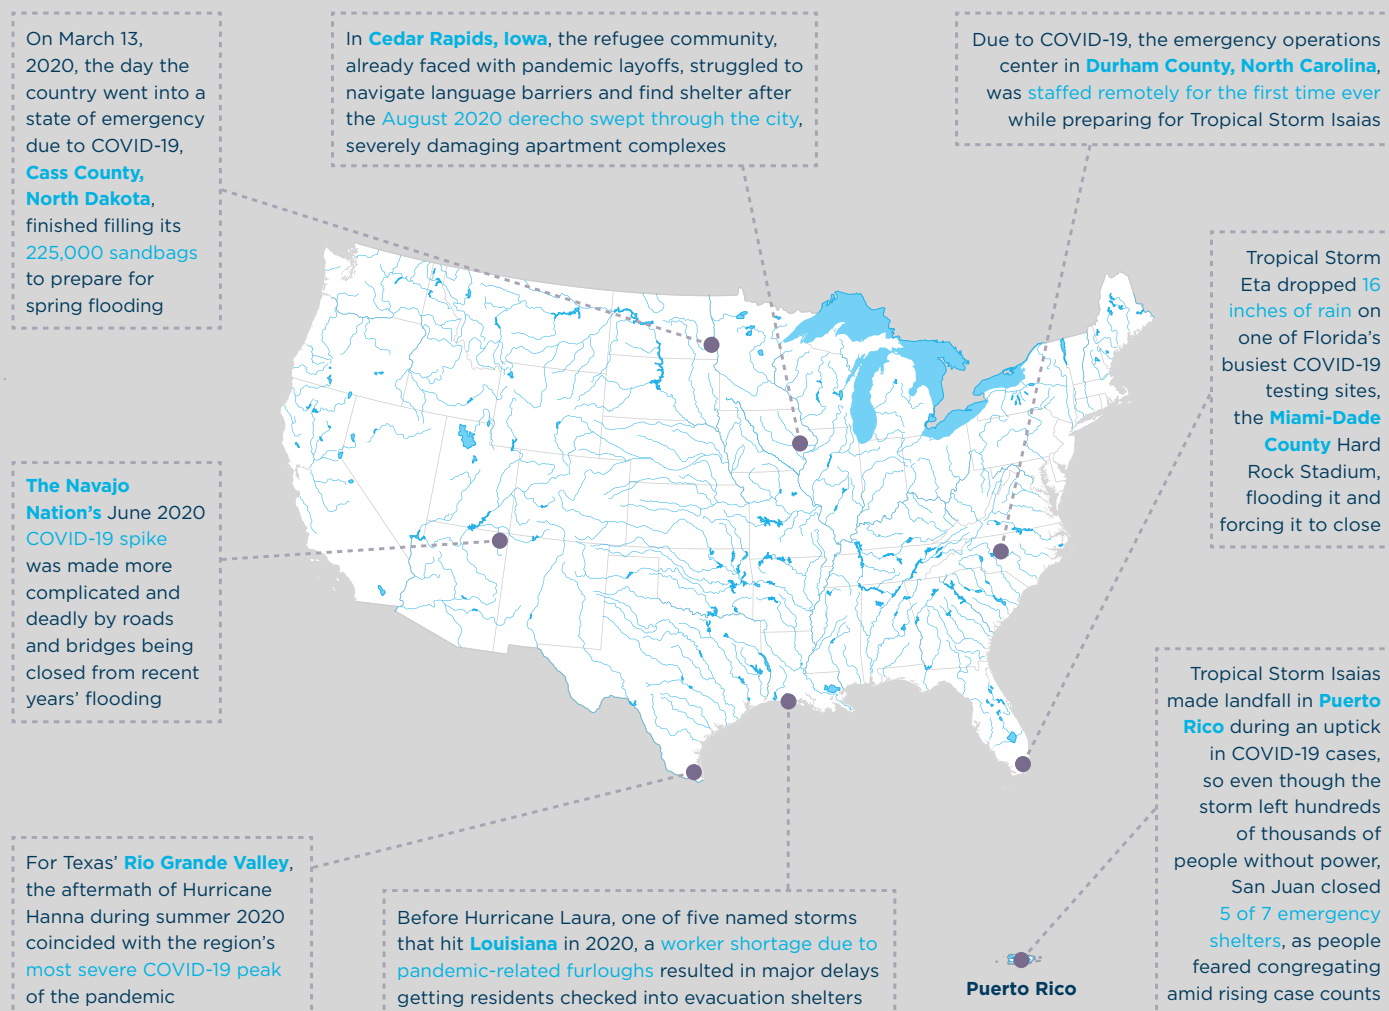 On March 13,
2020, the day the
country went into a
state of emergency
due to COVID-19,
Cass County,
North Dakota,
finished filling its
225,000 sandbags
to prepare for
spring flooding
In Cedar Rapids, Iowa, the refugee community,
already faced with pandemic layoffs, struggled to
navigate language barriers and find shelter after
the August 2020 derecho swept through the city,
severely damaging apartment complexes
Due to COVID-19, the emergency operations
center in Durham County, North Carolina,
was staffed remotely for the first time ever
while preparing for Tropical Storm Isaias
Tropical Storm
Eta dropped 16
inches of rain on
one of Florida’s
busiest COVID-19
testing sites,
the Miami-Dade
County Hard
Rock Stadium,
flooding it and
forcing it to close
The Navajo
Nation’s June 2020
COVID-19 spike
was made more
complicated and
deadly by roads
and bridges being
closed from recent
years’ flooding
Tropical Storm Isaias
made landfall in Puerto
Rico during an uptick
in COVID-19 cases,
so even though the
storm left hundreds
of thousands of
people without power,
San Juan closed
5 of 7 emergency
shelters, as people
feared congregating
amid rising case counts
For Texas’ Rio Grande Valley,
the aftermath of Hurricane
Hanna during summer 2020
coincided with the region’s
most severe COVID-19 peak
of the pandemic
Before Hurricane Laura, one of five named storms
that hit Louisiana in 2020, a worker shortage due to
pandemic-related furloughs resulted in major delays
getting residents checked into evacuation shelters
Puerto Rico